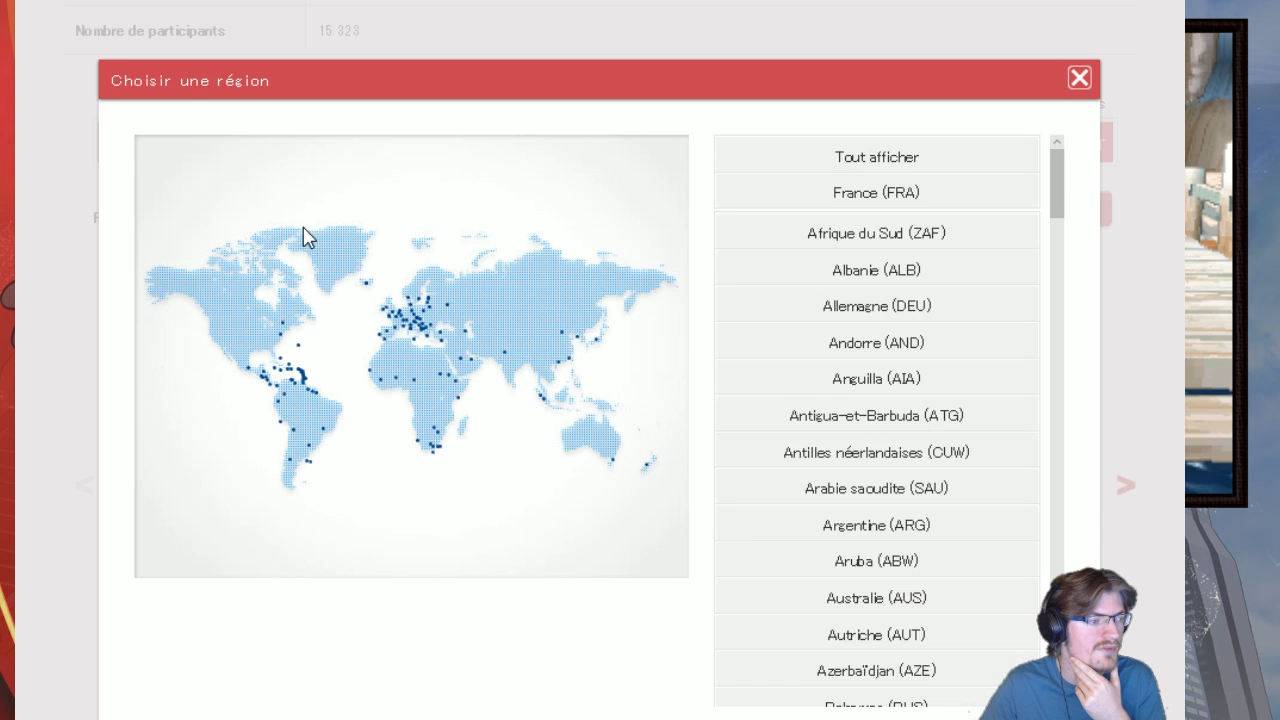 Nombre de participants
15 323
Choisir une région
Tout afficher
France (FRA)
Afrique du Sud (ZAF)
Albanie (ALB)
Allemagne (DEU)
Andorre (AND)
Anguilla (AIA)
Antigua-et-Barbuda (ATG)
Antilles néerlandaises (CUW)
Arabie saoudite (SAU)
Argentine (ARG)
Aruba (ABW)
Australie (AUS)
Autriche (AUT)
Azerbaïdjan (AZE)